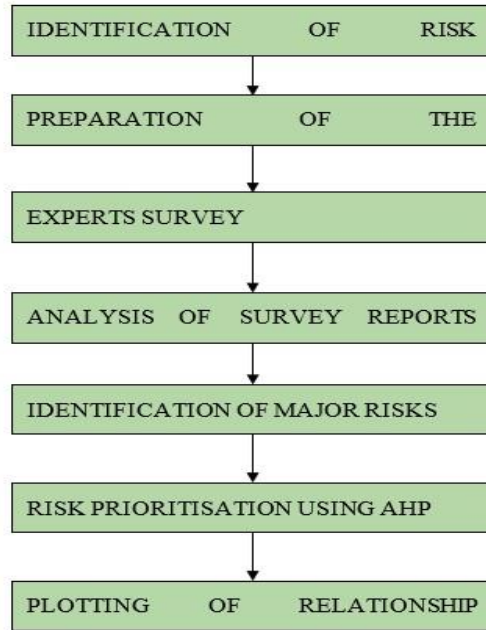 IDENTIFICATION OF RISK
PREPARATION OF THE
EXPERTS SURVEY
ANALYSIS OF SURVEY REPORTS
IDENTIFICATION OF MAJOR RISKS
RISK PRIORITISATION USING AHP
PLOTTING OF RELATIONSHIP